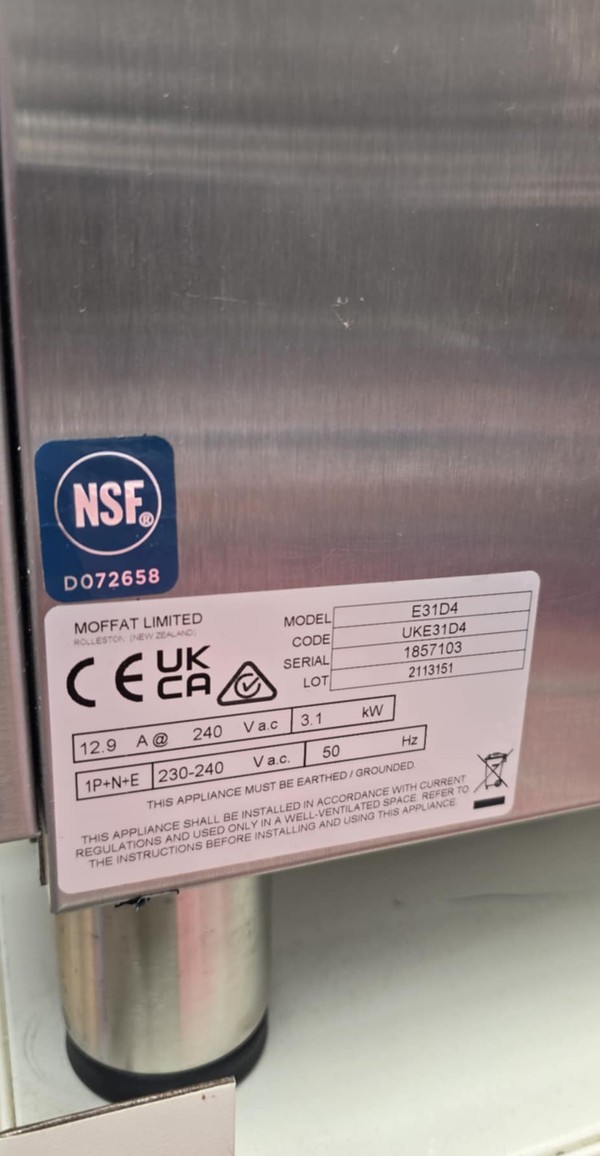 NSF®
D072658
MOFFAT LIMITED
ROLLESTON, (NEW ZEALAND)
MODEL E31D4
CODE UKE31D4
SERIAL 1857103
LOT 2113151
CE UK CA
12.9 A@ 240 V a.c 3.1 kW
1P+N+E 230-240 V a.c. 50 Hz
THIS APPLIANCE MUST BE EARTHED / GROUNDED.
THIS APPLIANCE SHALL BE INSTALLED IN ACCORDANCE WITH CURRENT
REGULATIONS AND USED ONLY IN A WELL-VENTILATED SPACE. REFER TO
THE INSTRUCTIONS BEFORE INSTALLING AND USING THIS APPLIANCE.